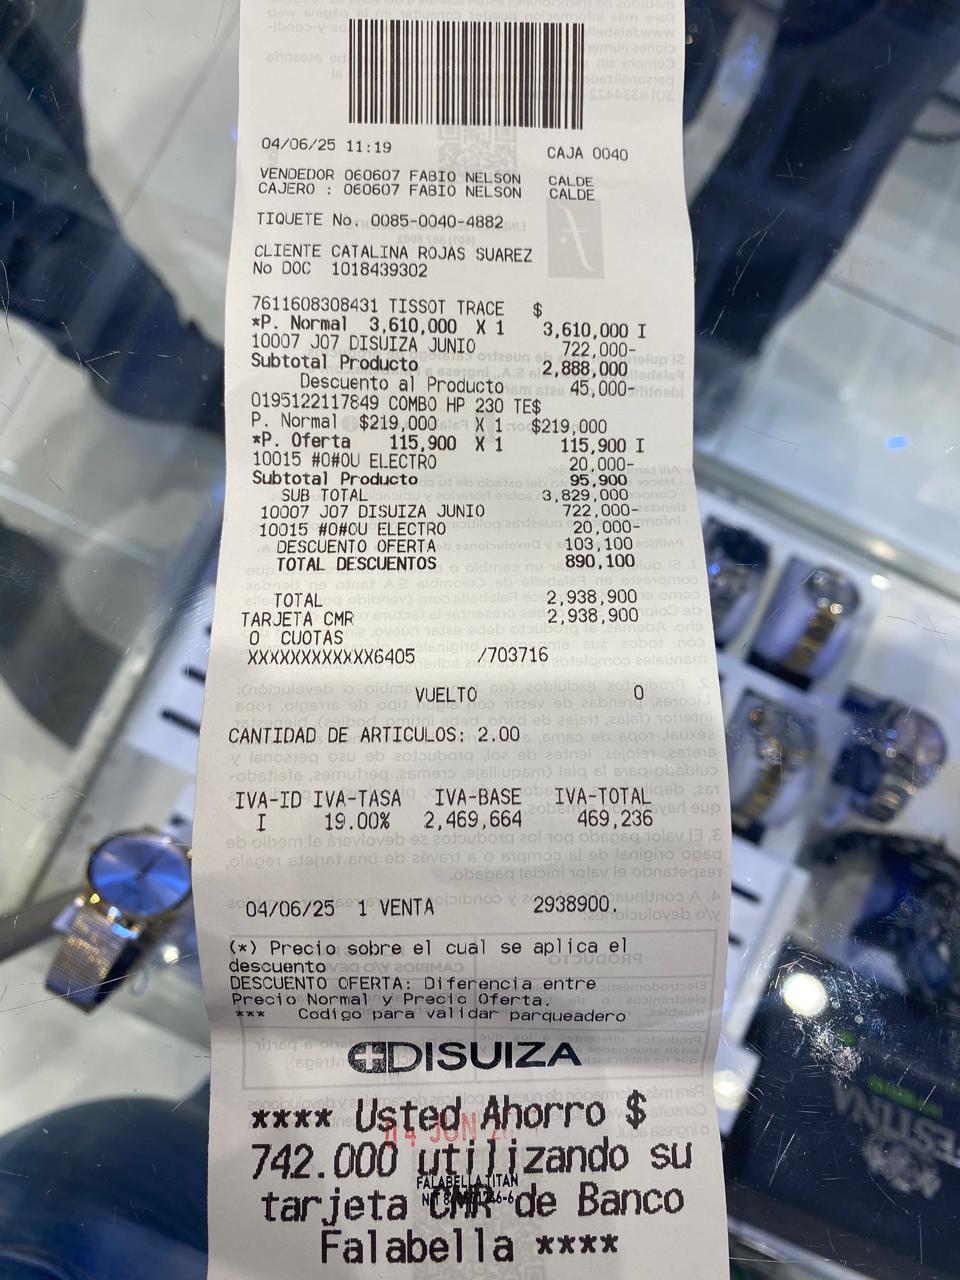 04/06/25 11:19 CAJA 0040
VENDEDOR 060607 FABIO NELSON CALDE
CAJERO : 060607 FABIO NELSON CALDE
TIQUETE No. 0085-0040-4882
CLIENTE CATALINA ROJAS SUAREZ
No DOC 1018439302
7611608308431 TISSOT TRACE $
*P. Normal 3,610,000 X 1 3,610,000 I
10007 J07 DISUIZA JUNIO 722,000-
Subtotal Producto 2,888,000
Descuento al Producto 45,000-
0195122117849 COMBO HP 230 TE$
P. Normal $219,000 X 1 $219,000
*P. Oferta 115,900 X 1 115,900 I
10015 #0#0U ELECTRO 20,000-
Subtotal Producto 95,900
SUB TOTAL 3,829,000
10007 J07 DISUIZA JUNIO 722,000-
10015 #0#0U ELECTRO 20,000-
DESCUENTO OFERTA 103,100
TOTAL DESCUENTOS 890,100
TOTAL 2,938,900
TARJETA CMR 2,938,900
0 CUOTAS
XXXXXXXXXXXX6405 /703716
VUELTO 0
CANTIDAD DE ARTICULOS: 2.00
IVA-ID IVA-TASA IVA-BASE IVA-TOTAL
I 19.00% 2,469,664 469,236
04/06/25 1 VENTA 2938900.
(*) Precio sobre el cual se aplica el
descuento
DESCUENTO OFERTA: Diferencia entre
Precio Normal y Precio Oferta.
*** Codigo para validar parqueadero
DISUIZA
**** Usted Ahorro $
742.000 utilizando su
tarjeta CMR de Banco
Falabella ****
FALABELLA TITAN